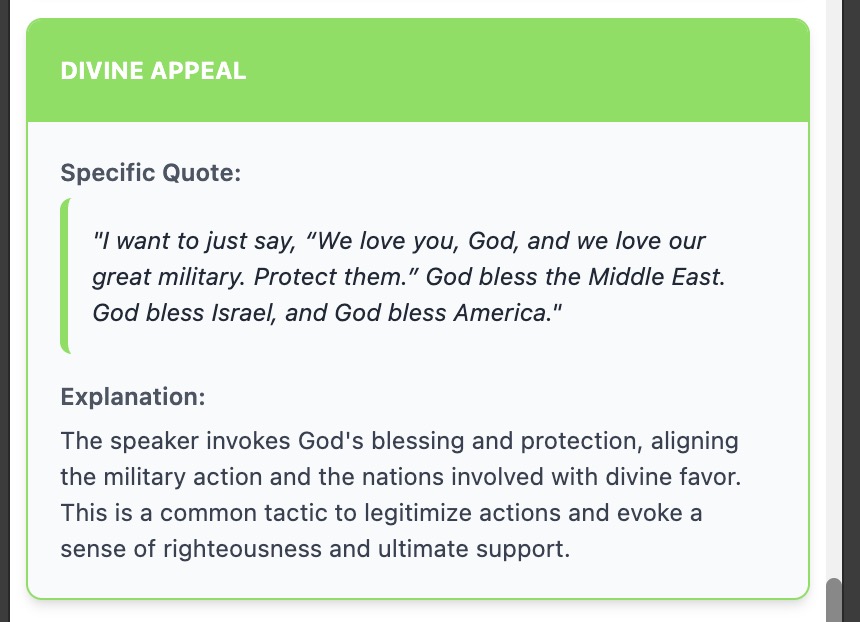 DIVINE APPEAL
Specific Quote:
"I want to just say, “We love you, God, and we love our
great military. Protect them.” God bless the Middle East.
God bless Israel, and God bless America."
Explanation:
The speaker invokes God's blessing and protection, aligning
the military action and the nations involved with divine favor.
This is a common tactic to legitimize actions and evoke a
sense of righteousness and ultimate support.